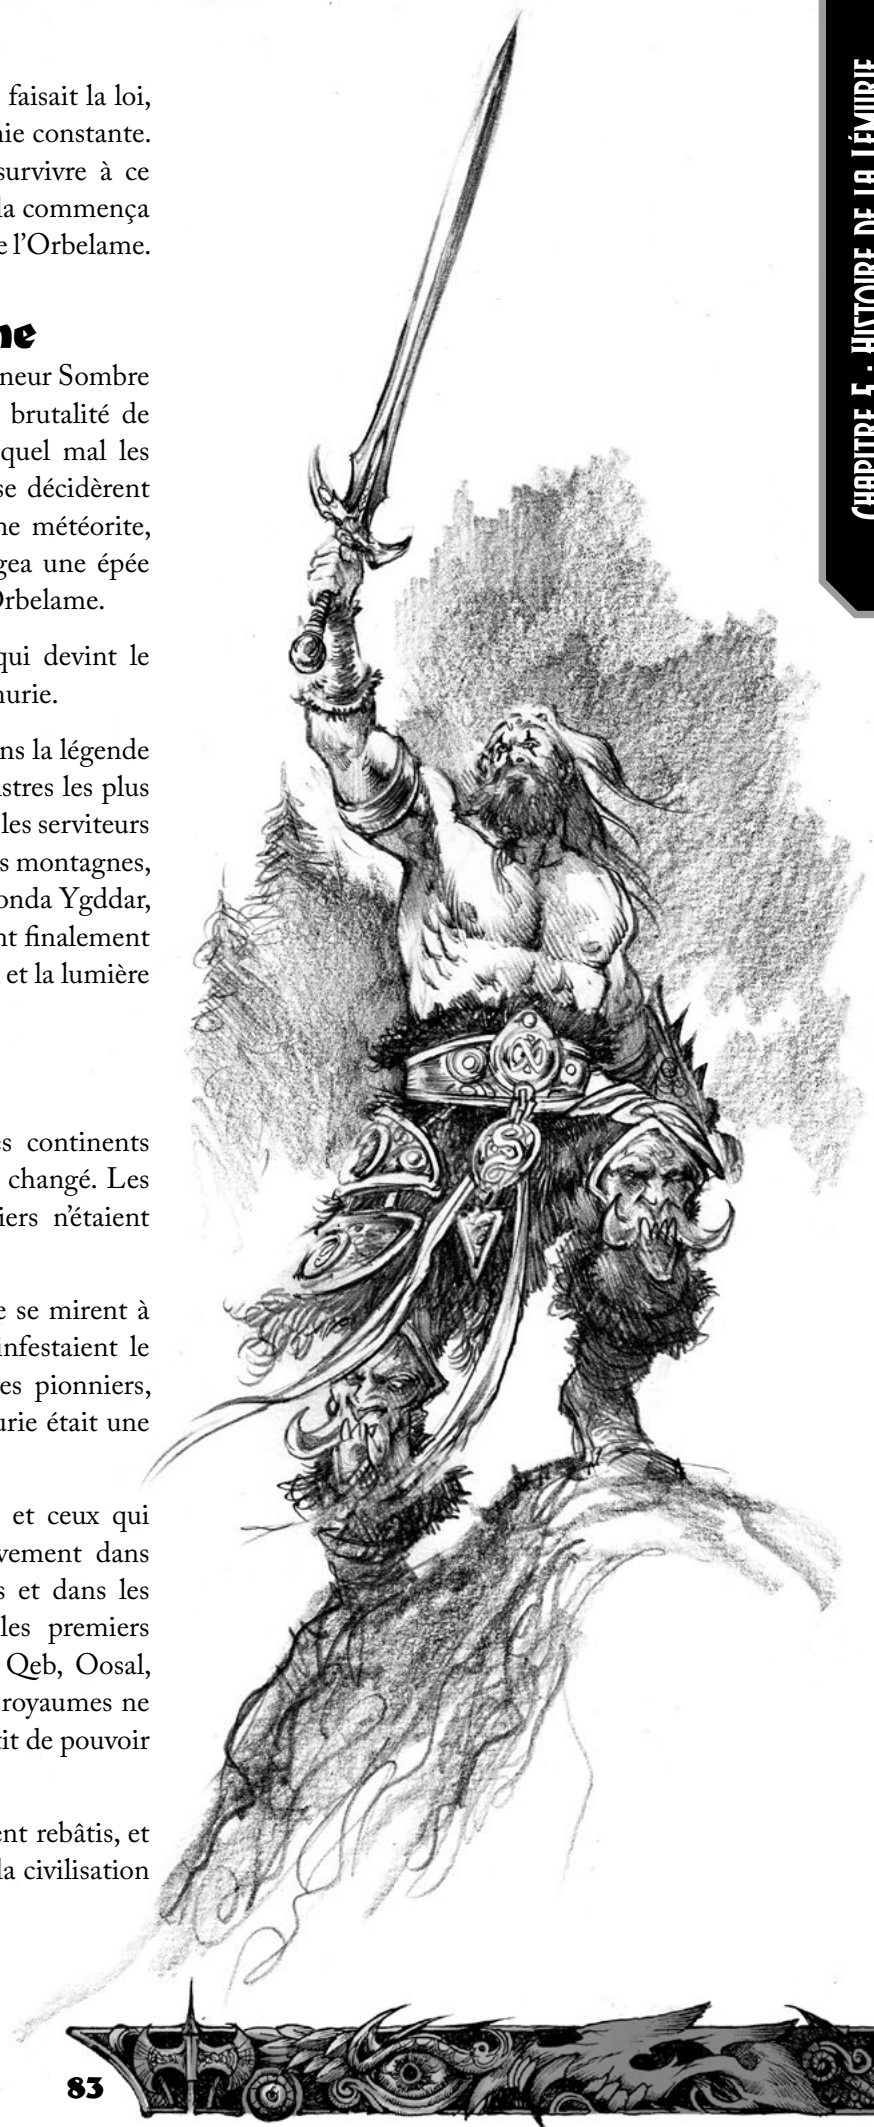 faisait la loi,
nie constante.
survivre à ce
la commença
e l’Orbelame.
ne
neur Sombre
brutalité de
quel mal les
se décidèrent
ne météorite,
gea une épée
Orbelame.
qui devint le
murie.
ns la légende
stres les plus
les serviteurs
s montagnes,
onda Ygddar,
nt finalement
et la lumière
es continents
changé. Les
iers n’étaient
e se mirent à
infestaient le
es pionniers,
urie était une
et ceux qui
vement dans
s et dans les
les premiers
Qeb, Oosal,
royaumes ne
tit de pouvoir
ent rebâtis, et
la civilisation
Chapitre 5 · Histoire de la Lémurie
83